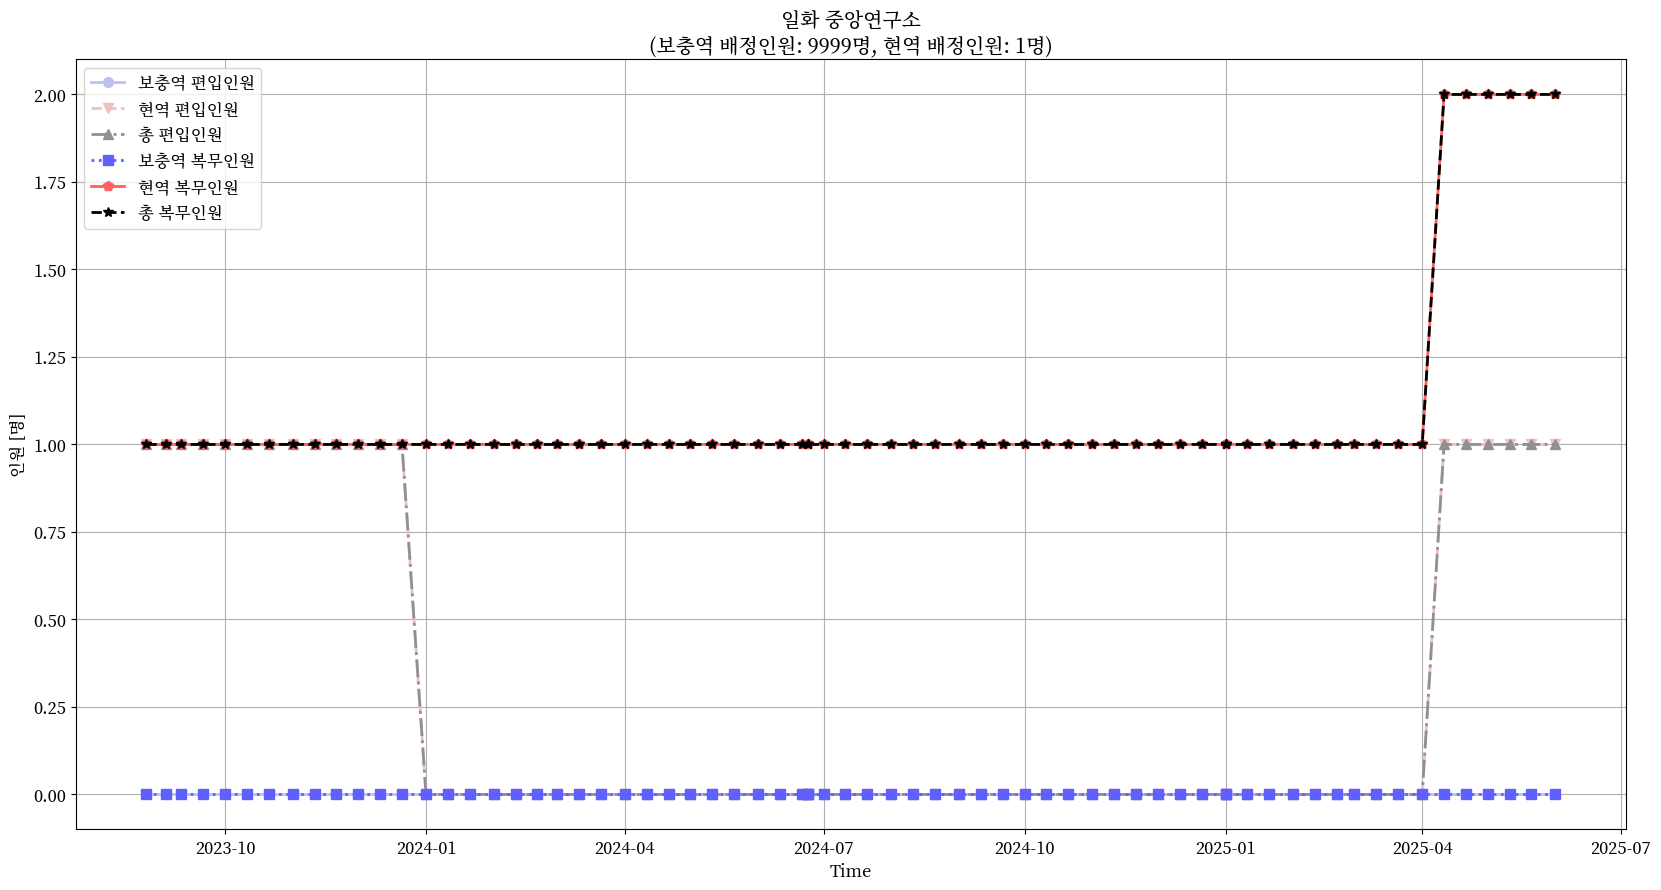 일화 중앙연구소
(보충역 배정인원: 9999명, 현역 배정인원: 1명)
보충역 편입인원
현역 편입인원
총 편입인원
보충역 복무인원
현역 복무인원
총 복무인원
2.00
1.75
1.50
1.25
1.00
0.75
0.50
0.25
0.00
인원 [명]
2023-10
2024-01
2024-04
2024-07
2024-10
2025-01
2025-04
2025-07
Time